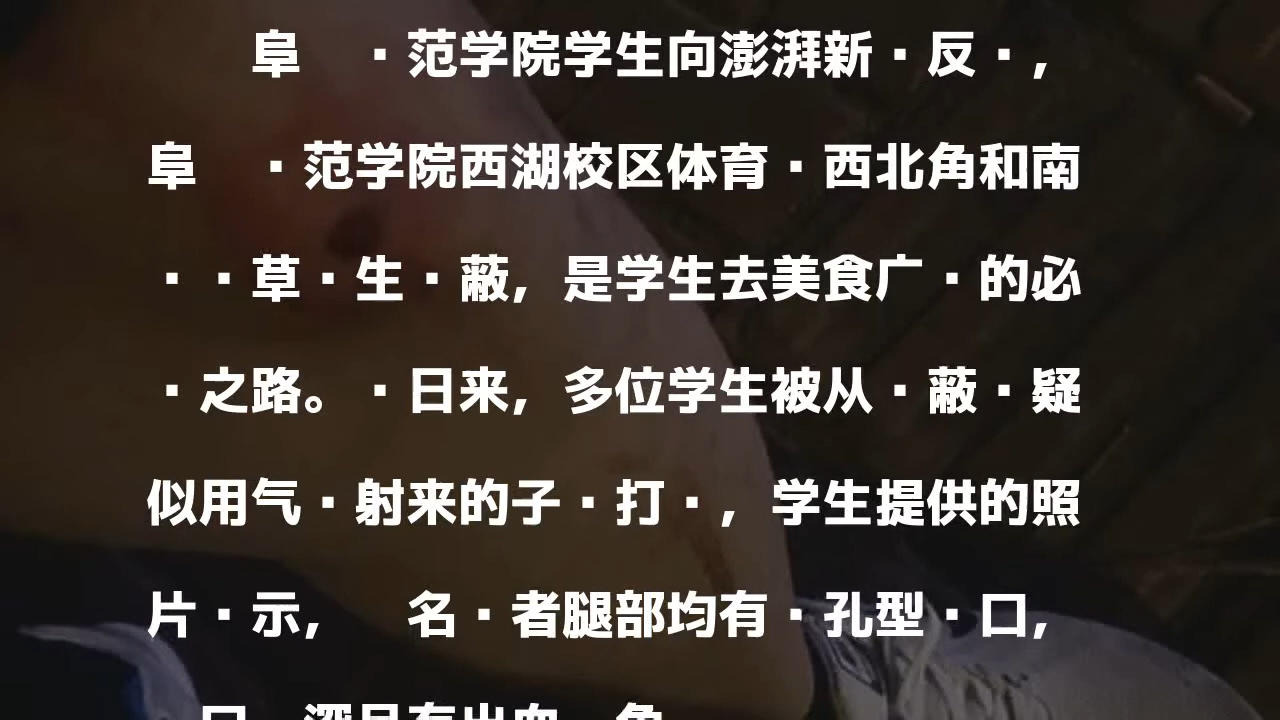 阜　・范学院学生向澎湃新・反・，
阜　・范学院西湖校区体育・西北角和南
・・草・生・蔽，是学生去美食广・的必
・之路。・日来，多位学生被从・蔽・疑
似用气・射来的子・打・，学生提供的照
片・示，　名・者腿部均有・孔型・口，